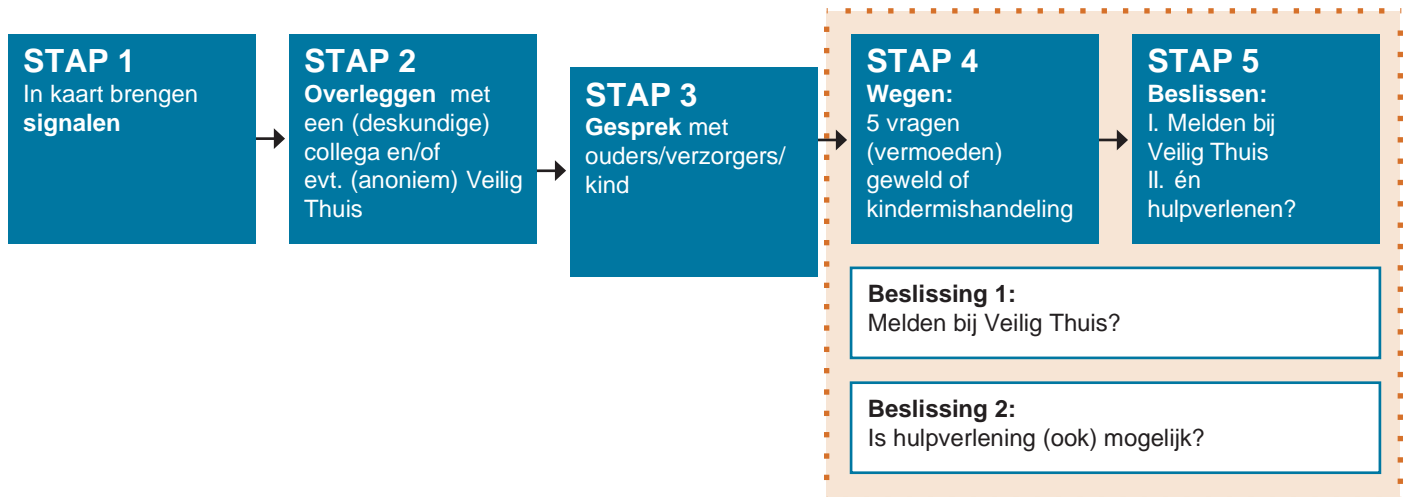 STAP 1
In kaart brengen
signalen
STAP 2
Overleggen met
een (deskundige)
collega en/of
evt. (anoniem) Veilig
Thuis
STAP 3
Gesprek met
ouders/verzorgers/
kind
STAP 4
Wegen:
5 vragen
(vermoeden)
geweld of
kindermishandeling
STAP 5
Beslissen:
I. Melden bij
Veilig Thuis
II. én
hulpverlenen?
Beslissing 1:
Melden bij Veilig Thuis?
Beslissing 2:
Is hulpverlening (ook) mogelijk?